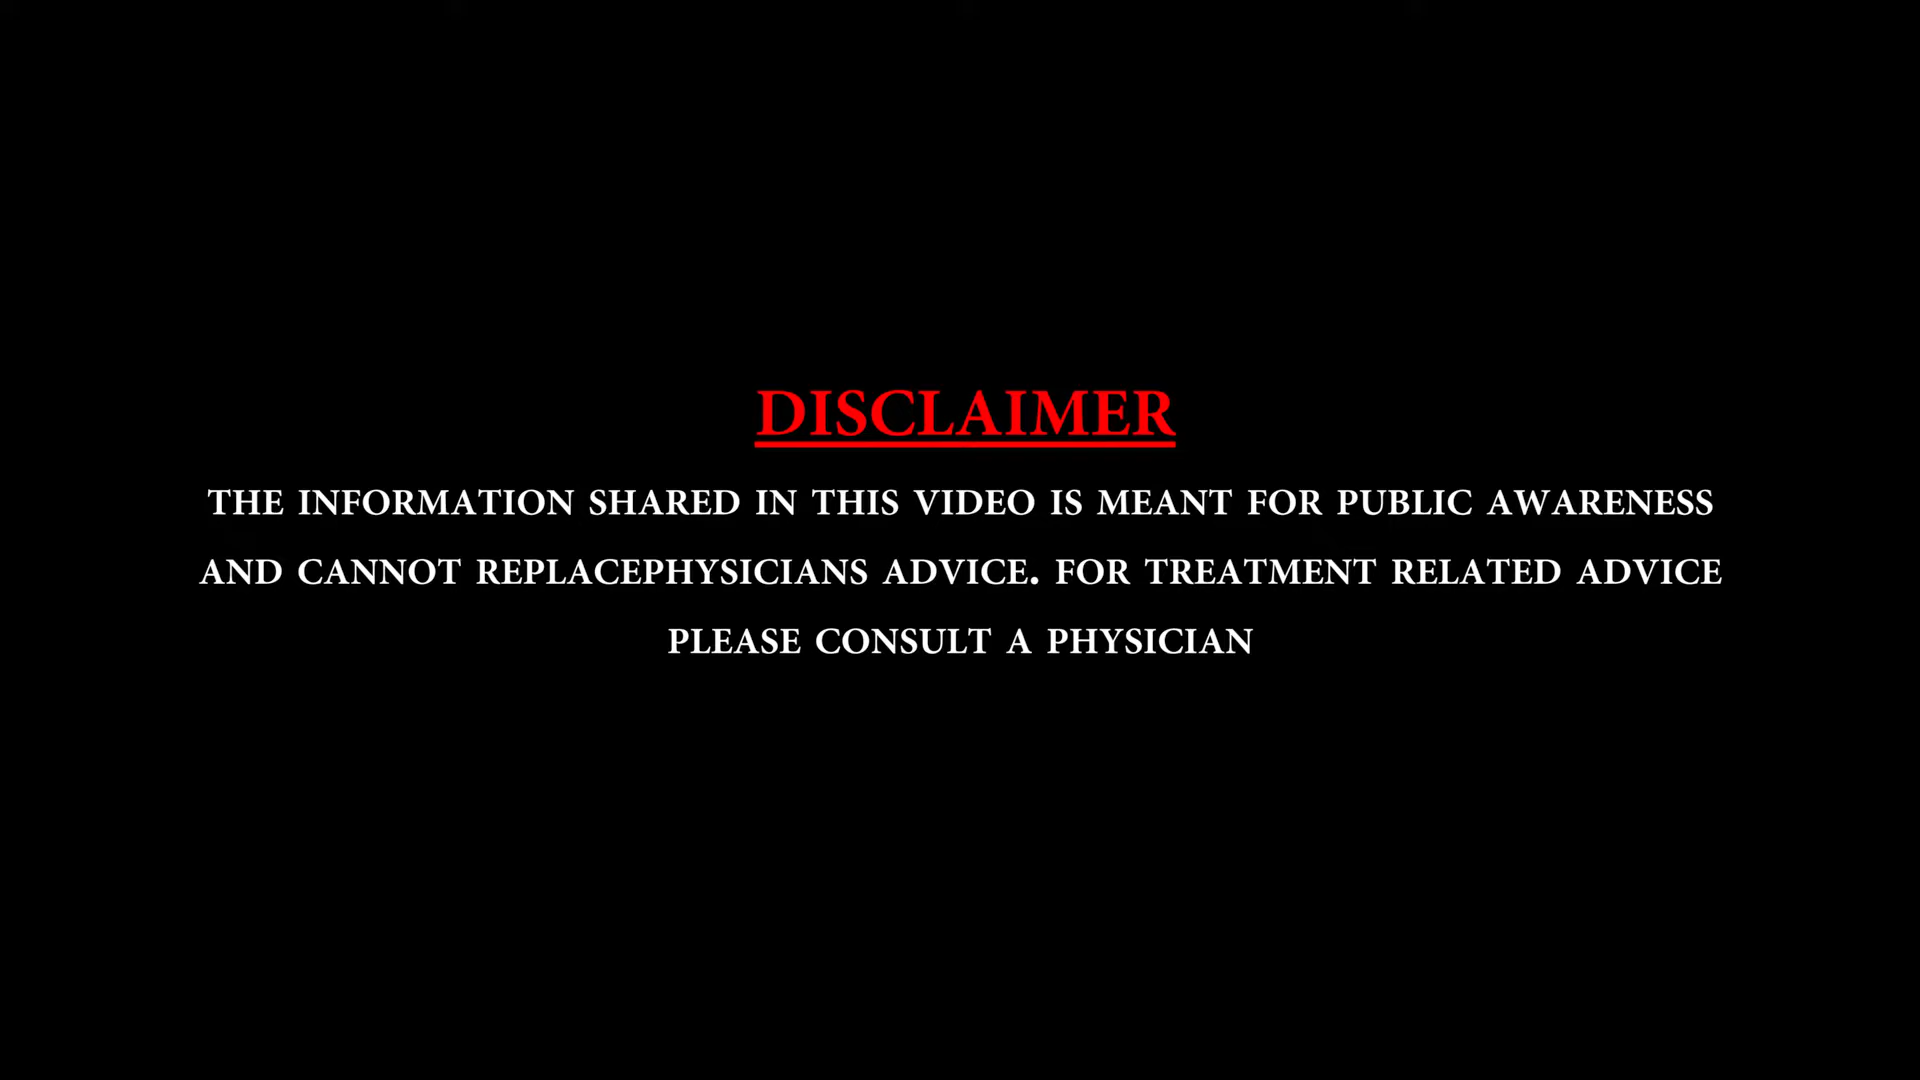 DISCLAIMER
THE INFORMATION SHARED IN THIS VIDEO IS MEANT FOR PUBLIC AWARENESS
AND CANNOT REPLACEPHYSICIANS ADVICE. FOR TREATMENT RELATED ADVICE
PLEASE CONSULT A PHYSICIAN